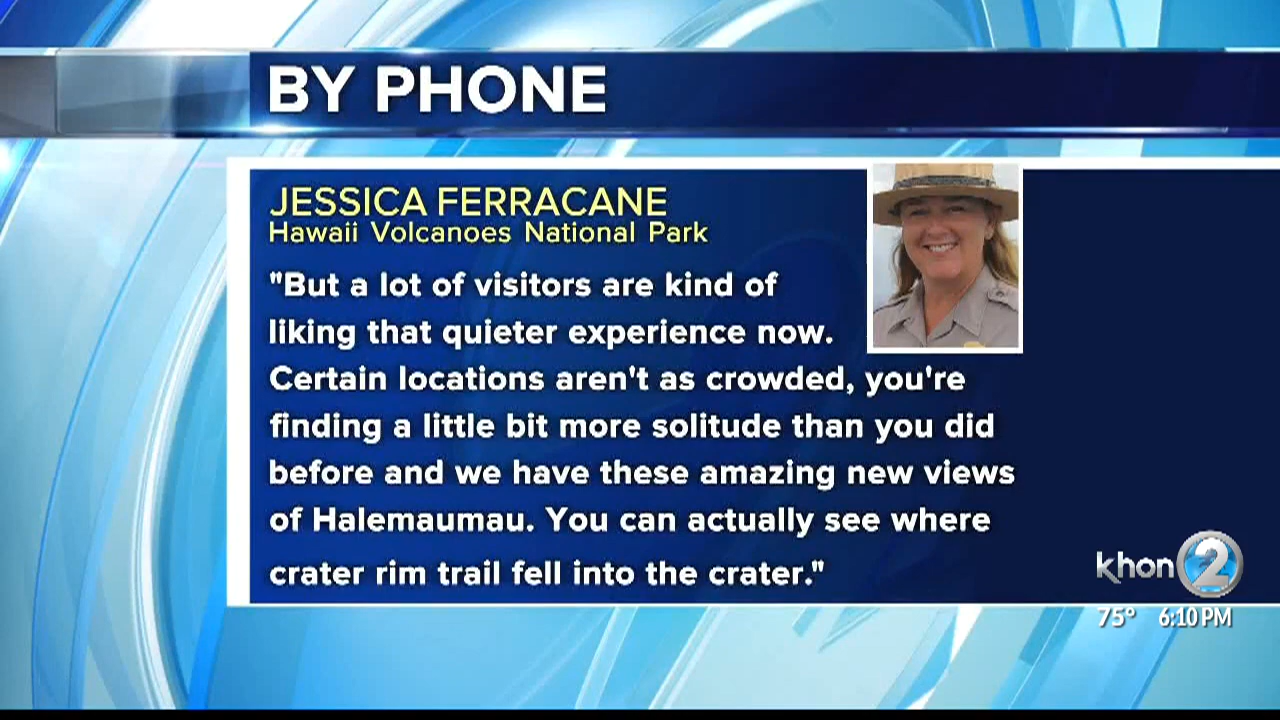 BY PHONE
JESSICA FERRACANE
Hawaii Volcanoes National Park
"But a lot of visitors are kind of
liking that quieter experience now.
Certain locations aren't as crowded, you're
finding a little bit more solitude than you did
before and we have these amazing new views
of Halemaumau. You can actually see where
crater rim trail fell into the crater."
khon 2
75° 6:10 PM